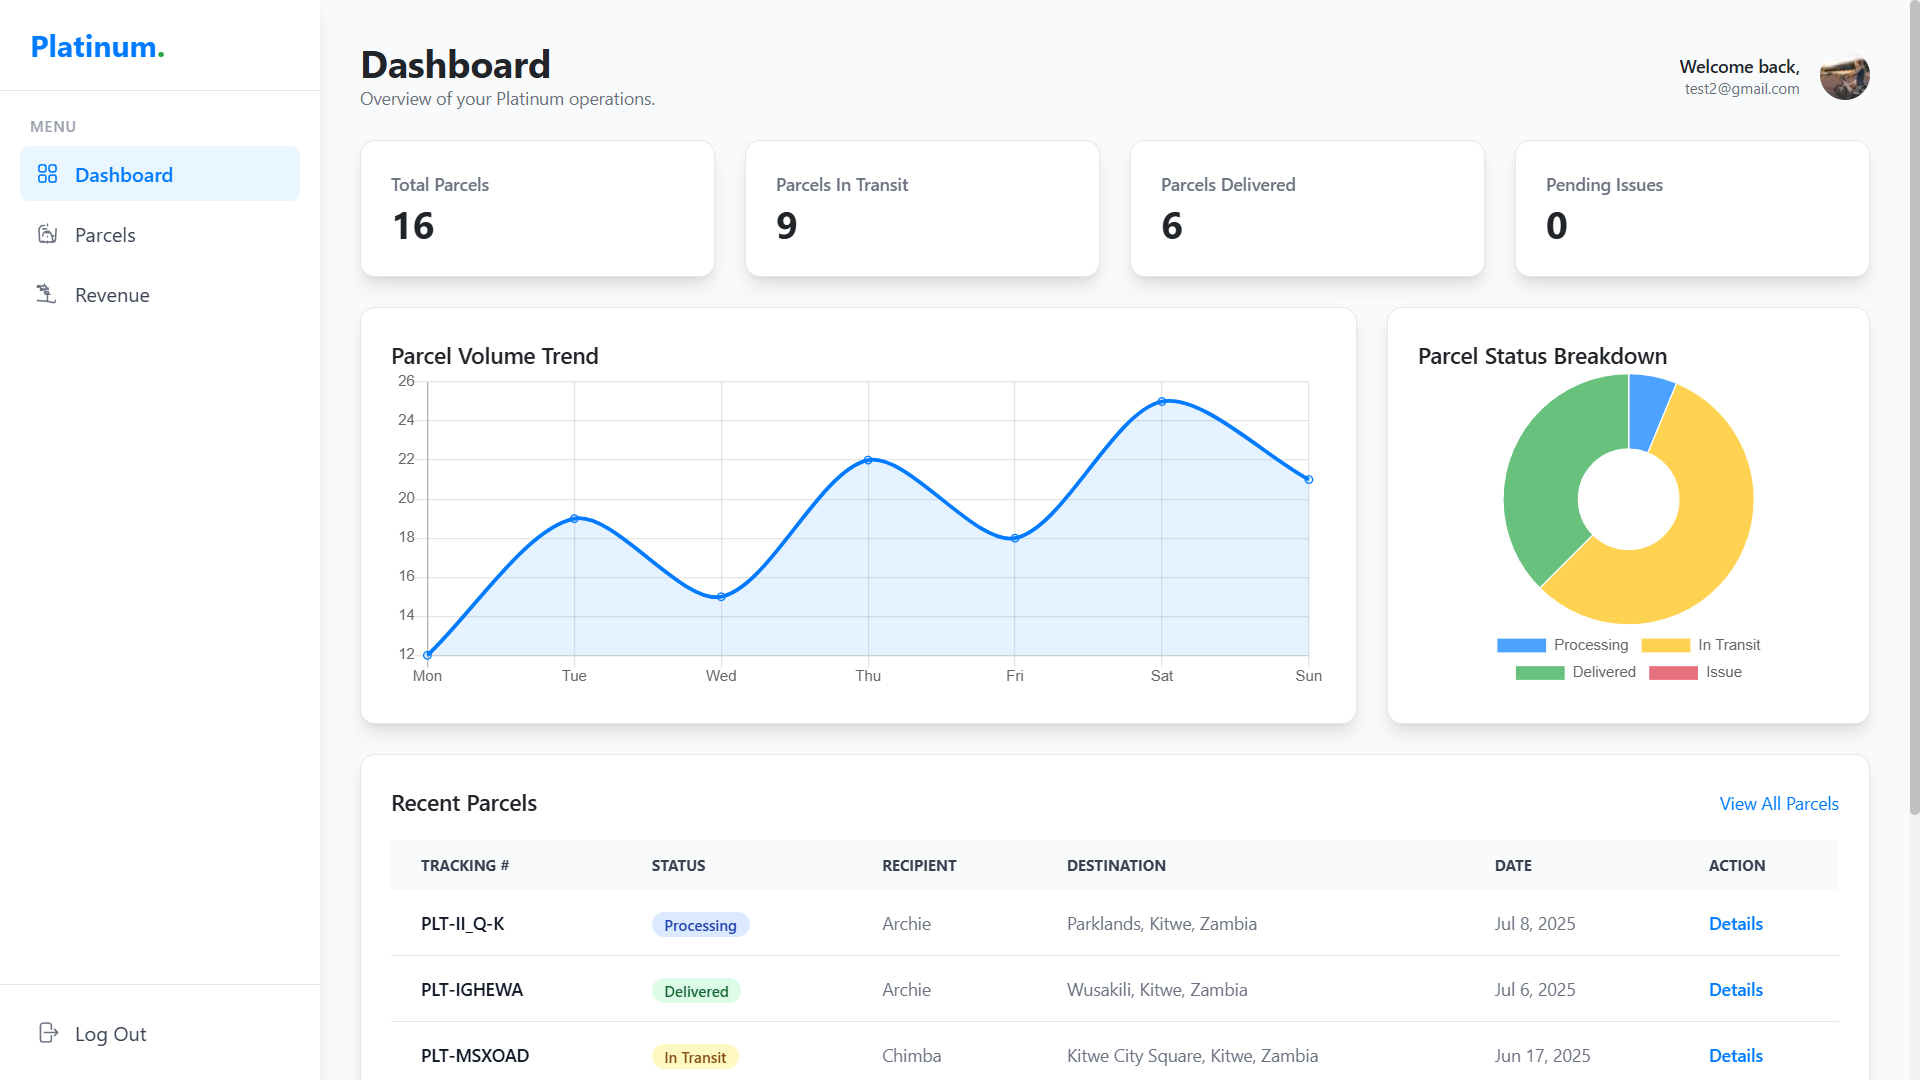 Platinum.
MENU
Dashboard
Parcels
Revenue
Log Out
Dashboard
Overview of your Platinum operations.
Welcome back,
test2@gmail.com
Total Parcels
16
Parcels In Transit
9
Parcels Delivered
6
Pending Issues
0
Parcel Volume Trend
26
24
22
20
18
16
14
12
Mon Tue Wed Thu Fri Sat Sun
Parcel Status Breakdown
Processing In Transit
Delivered Issue
Recent Parcels
View All Parcels
TRACKING # STATUS RECIPIENT DESTINATION DATE ACTION
PLT-II_Q-K Processing Archie Parklands, Kitwe, Zambia Jul 8, 2025 Details
PLT-IGHEWA Delivered Archie Wusakili, Kitwe, Zambia Jul 6, 2025 Details
PLT-MSXOAD In Transit Chimba Kitwe City Square, Kitwe, Zambia Jun 17, 2025 Details